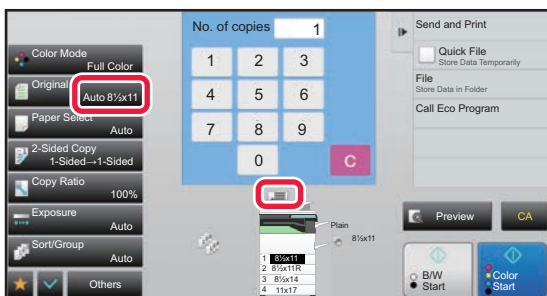 Color Mode
Full Color
Original
Auto 8½x11
Paper Select
Auto
2-Sided Copy
1-Sided→1-Sided
Copy Ratio
100%
Exposure
Auto
Sort/Group
Auto
Others
No. of copies 1
1 2 3
4 5 6
7 8 9
0 C
Plain
8½x11
1 8½x11
2 8½x11R
3 8½x14
4 11x17
Send and Print
Quick File
Store Data Temporarily
File
Store Data in Folder
Call Eco Program
Preview
CA
B/W
Start
Color
Start